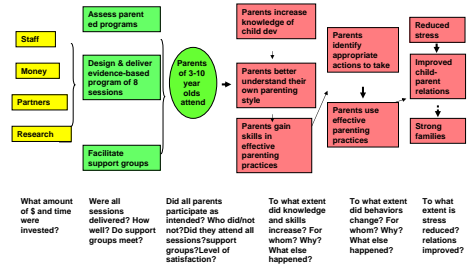 Staff
Money
Partners
Research
Assess parent
ed programs
Design & deliver
evidence-based
program of 8
sessions
Facilitate
support groups
Parents
of 3-10
year
olds
attend
Parents increase
knowledge of
child dev
Parents better understand
their own parenting
style
Parents gain
skills in
effective
parenting
practices
Parents
identify
appropriate
actions to take
Parents use
effective
parenting
practices
Reduced
stress
Improved
child-
parent
relations
Strong
families
What amount
of $ and time
were
invested?
Were all
sessions
delivered? How
well? Do support
groups meet?
Did all parents
participate as
intended? Who did/not
not?Did they attend all
sessions?support
groups?Level of
satisfaction?
To what extent
did knowledge
and skills
increase? For
whom? Why?
What else
happened?
To what extent
did behaviors
change? For
whom? Why?
What else
happened?
To what
extent is
stress
reduced?
relations
improved?